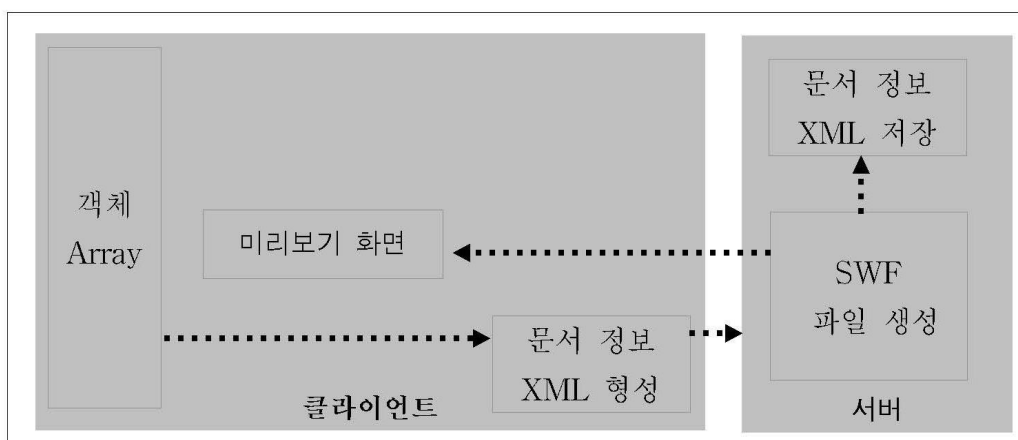 객체
Array
미리보기 화면
문서 정보
XML 형성
클라이언트
문서 정보
XML 저장
SWF
파일 생성
서버